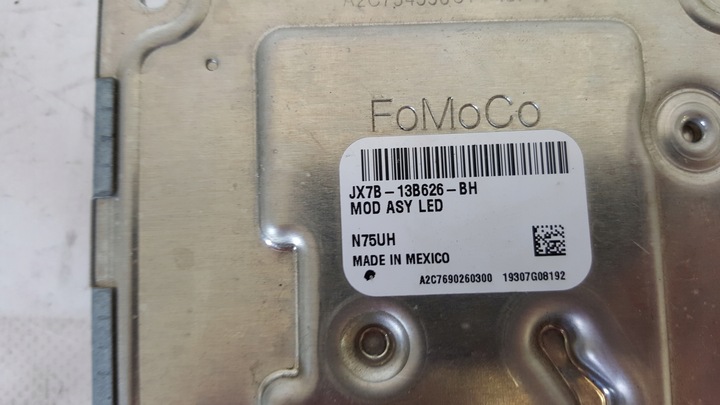 FoMoCo
JX7B-13B626-BH
MOD ASY LED
N75UH
MADE IN MEXICO
A2C7690260300 19307G08192